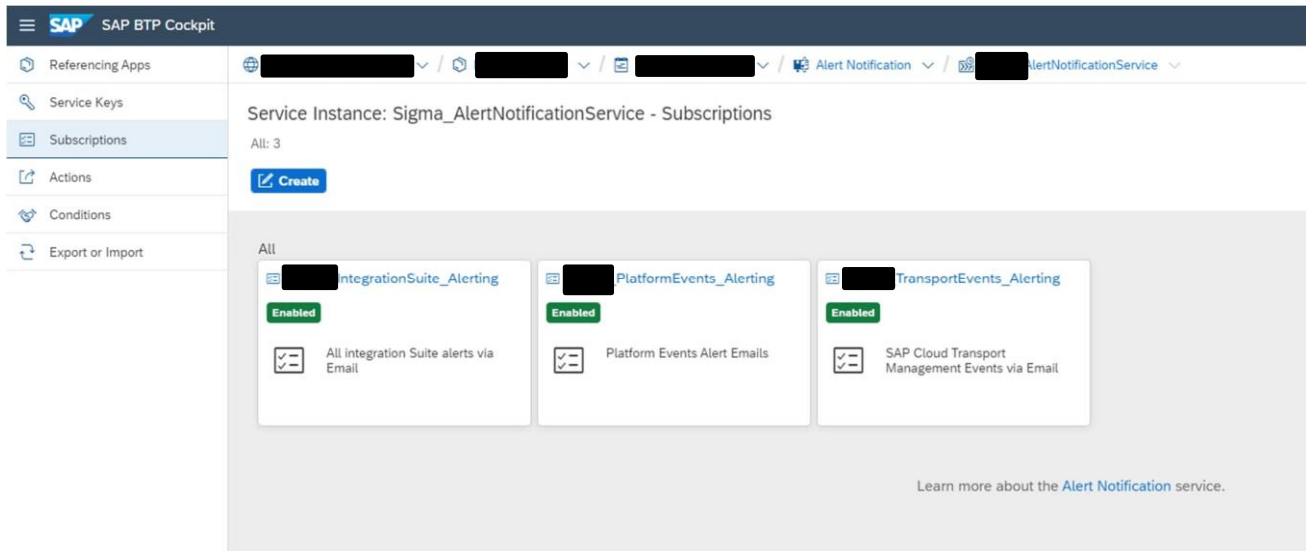 SAP SAP BTP Cockpit
Referencing Apps
Service Keys
Subscriptions
Actions
Conditions
Export or Import
/ / / Alert Notification / AlertNotificationService
Service Instance: Sigma_AlertNotificationService - Subscriptions
All: 3
Create
All
IntegrationSuite_Alerting
Enabled
All integration Suite alerts via
Email
_PlatformEvents_Alerting
Enabled
Platform Events Alert Emails
TransportEvents_Alerting
Enabled
SAP Cloud Transport
Management Events via Email
Learn more about the Alert Notification service.